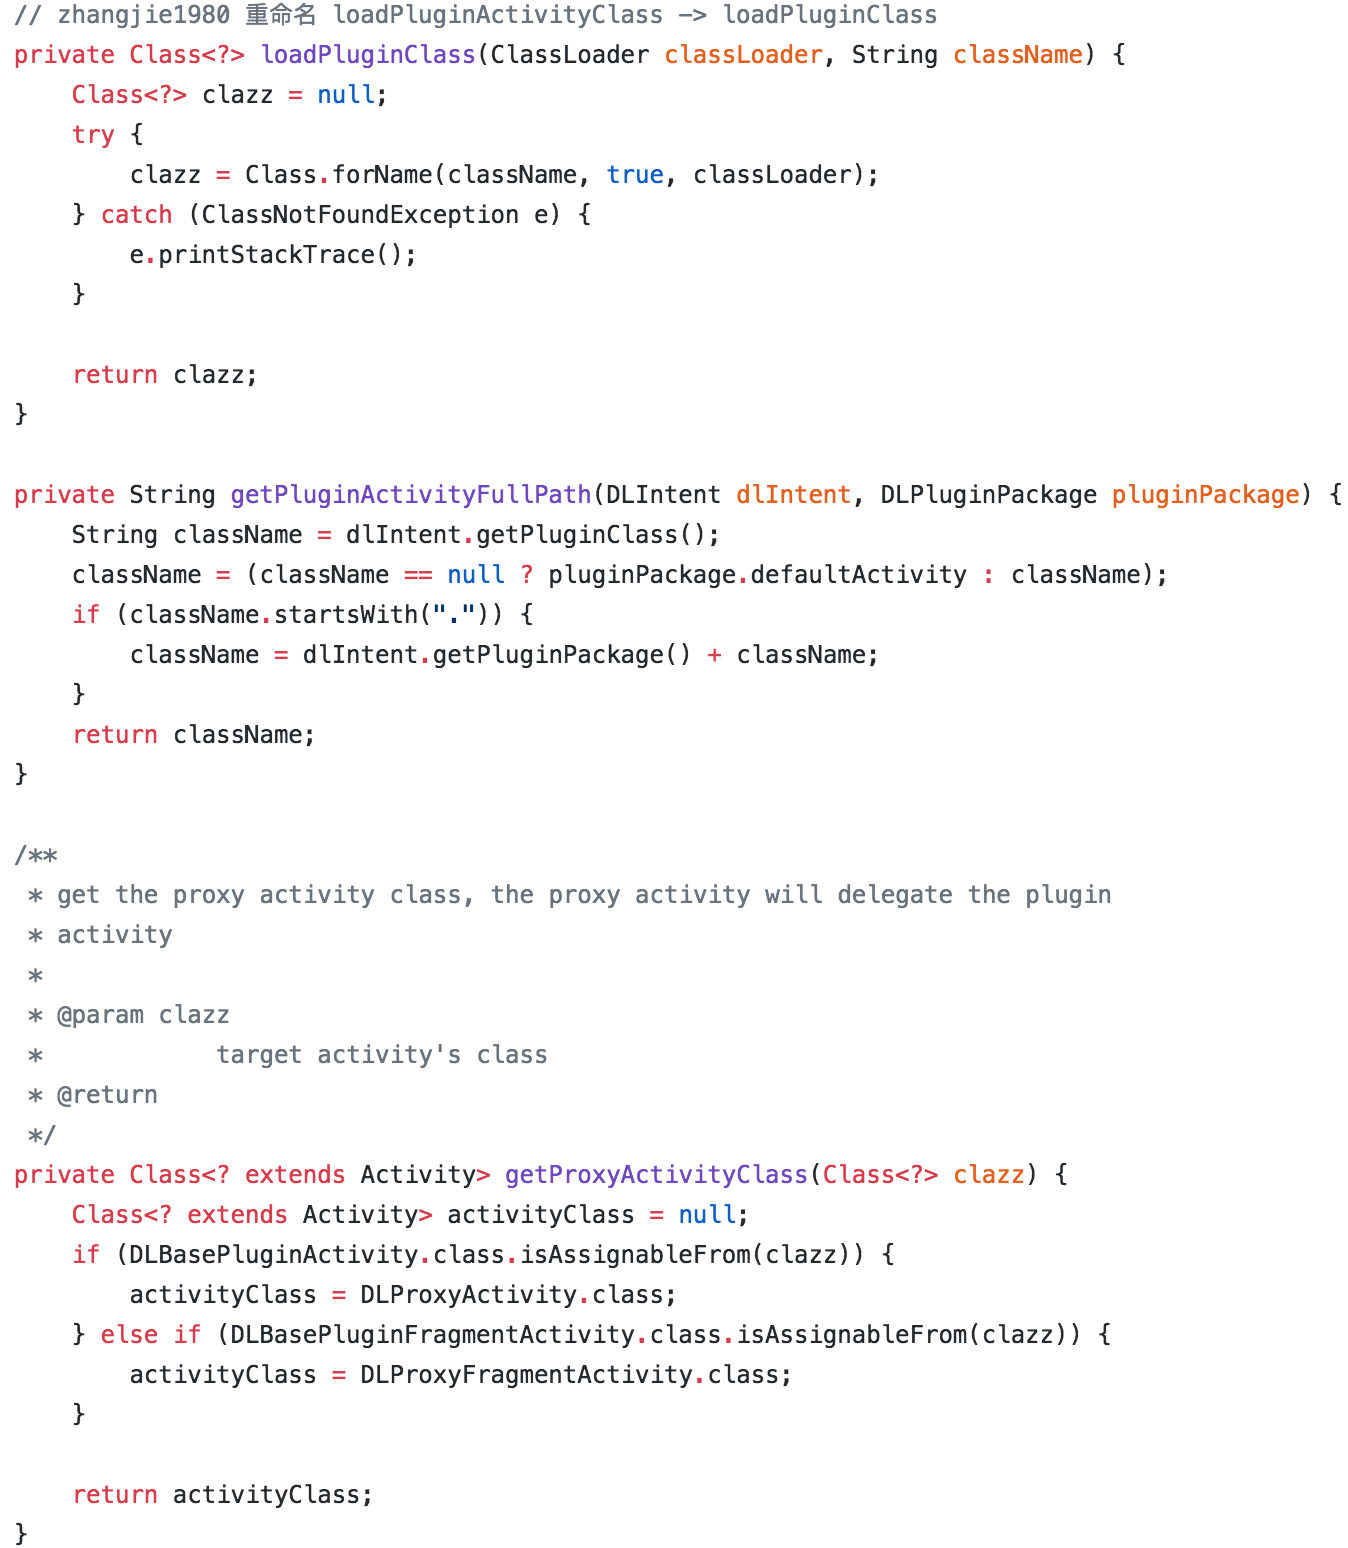 // zhangjie1980 重命名 loadPluginActivityClass -> loadPluginClass
private Class<?> loadPluginClass(ClassLoader classLoader, String className) {
    Class<?> clazz = null;
    try {
        clazz = Class.forName(className, true, classLoader);
    } catch (ClassNotFoundException e) {
        e.printStackTrace();
    }

    return clazz;
}

private String getPluginActivityFullPath(DLIntent dlIntent, DLPluginPackage pluginPackage) {
    String className = dlIntent.getPluginClass();
    className = (className == null ? pluginPackage.defaultActivity : className);
    if (className.startsWith(".")) {
        className = dlIntent.getPluginPackage() + className;
    }
    return className;
}

/**
 * get the proxy activity class, the proxy activity will delegate the plugin
 * activity
 *
 * @param clazz
 *            target activity's class
 * @return
 */
private Class<? extends Activity> getProxyActivityClass(Class<?> clazz) {
    Class<? extends Activity> activityClass = null;
    if (DLBasePluginActivity.class.isAssignableFrom(clazz)) {
        activityClass = DLProxyActivity.class;
    } else if (DLBasePluginFragmentActivity.class.isAssignableFrom(clazz)) {
        activityClass = DLProxyFragmentActivity.class;
    }

    return activityClass;
}